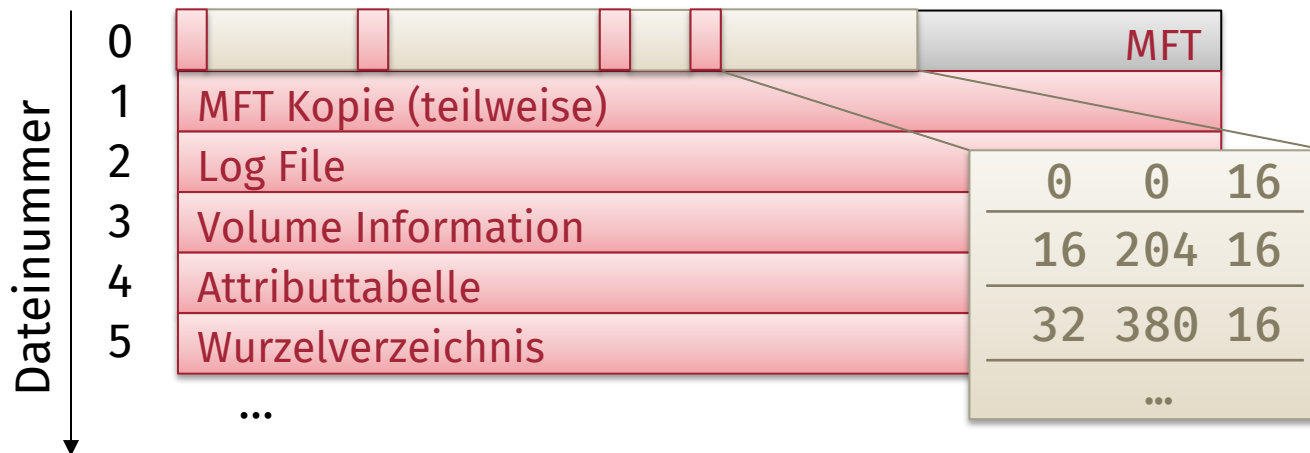 Dateinummer
0 MFT
1 MFT Kopie (teilweise)
2 Log File
3 Volume Information
4 Attributtabelle
5 Wurzelverzeichnis
…
0 0 16
16 204 16
32 380 16
…